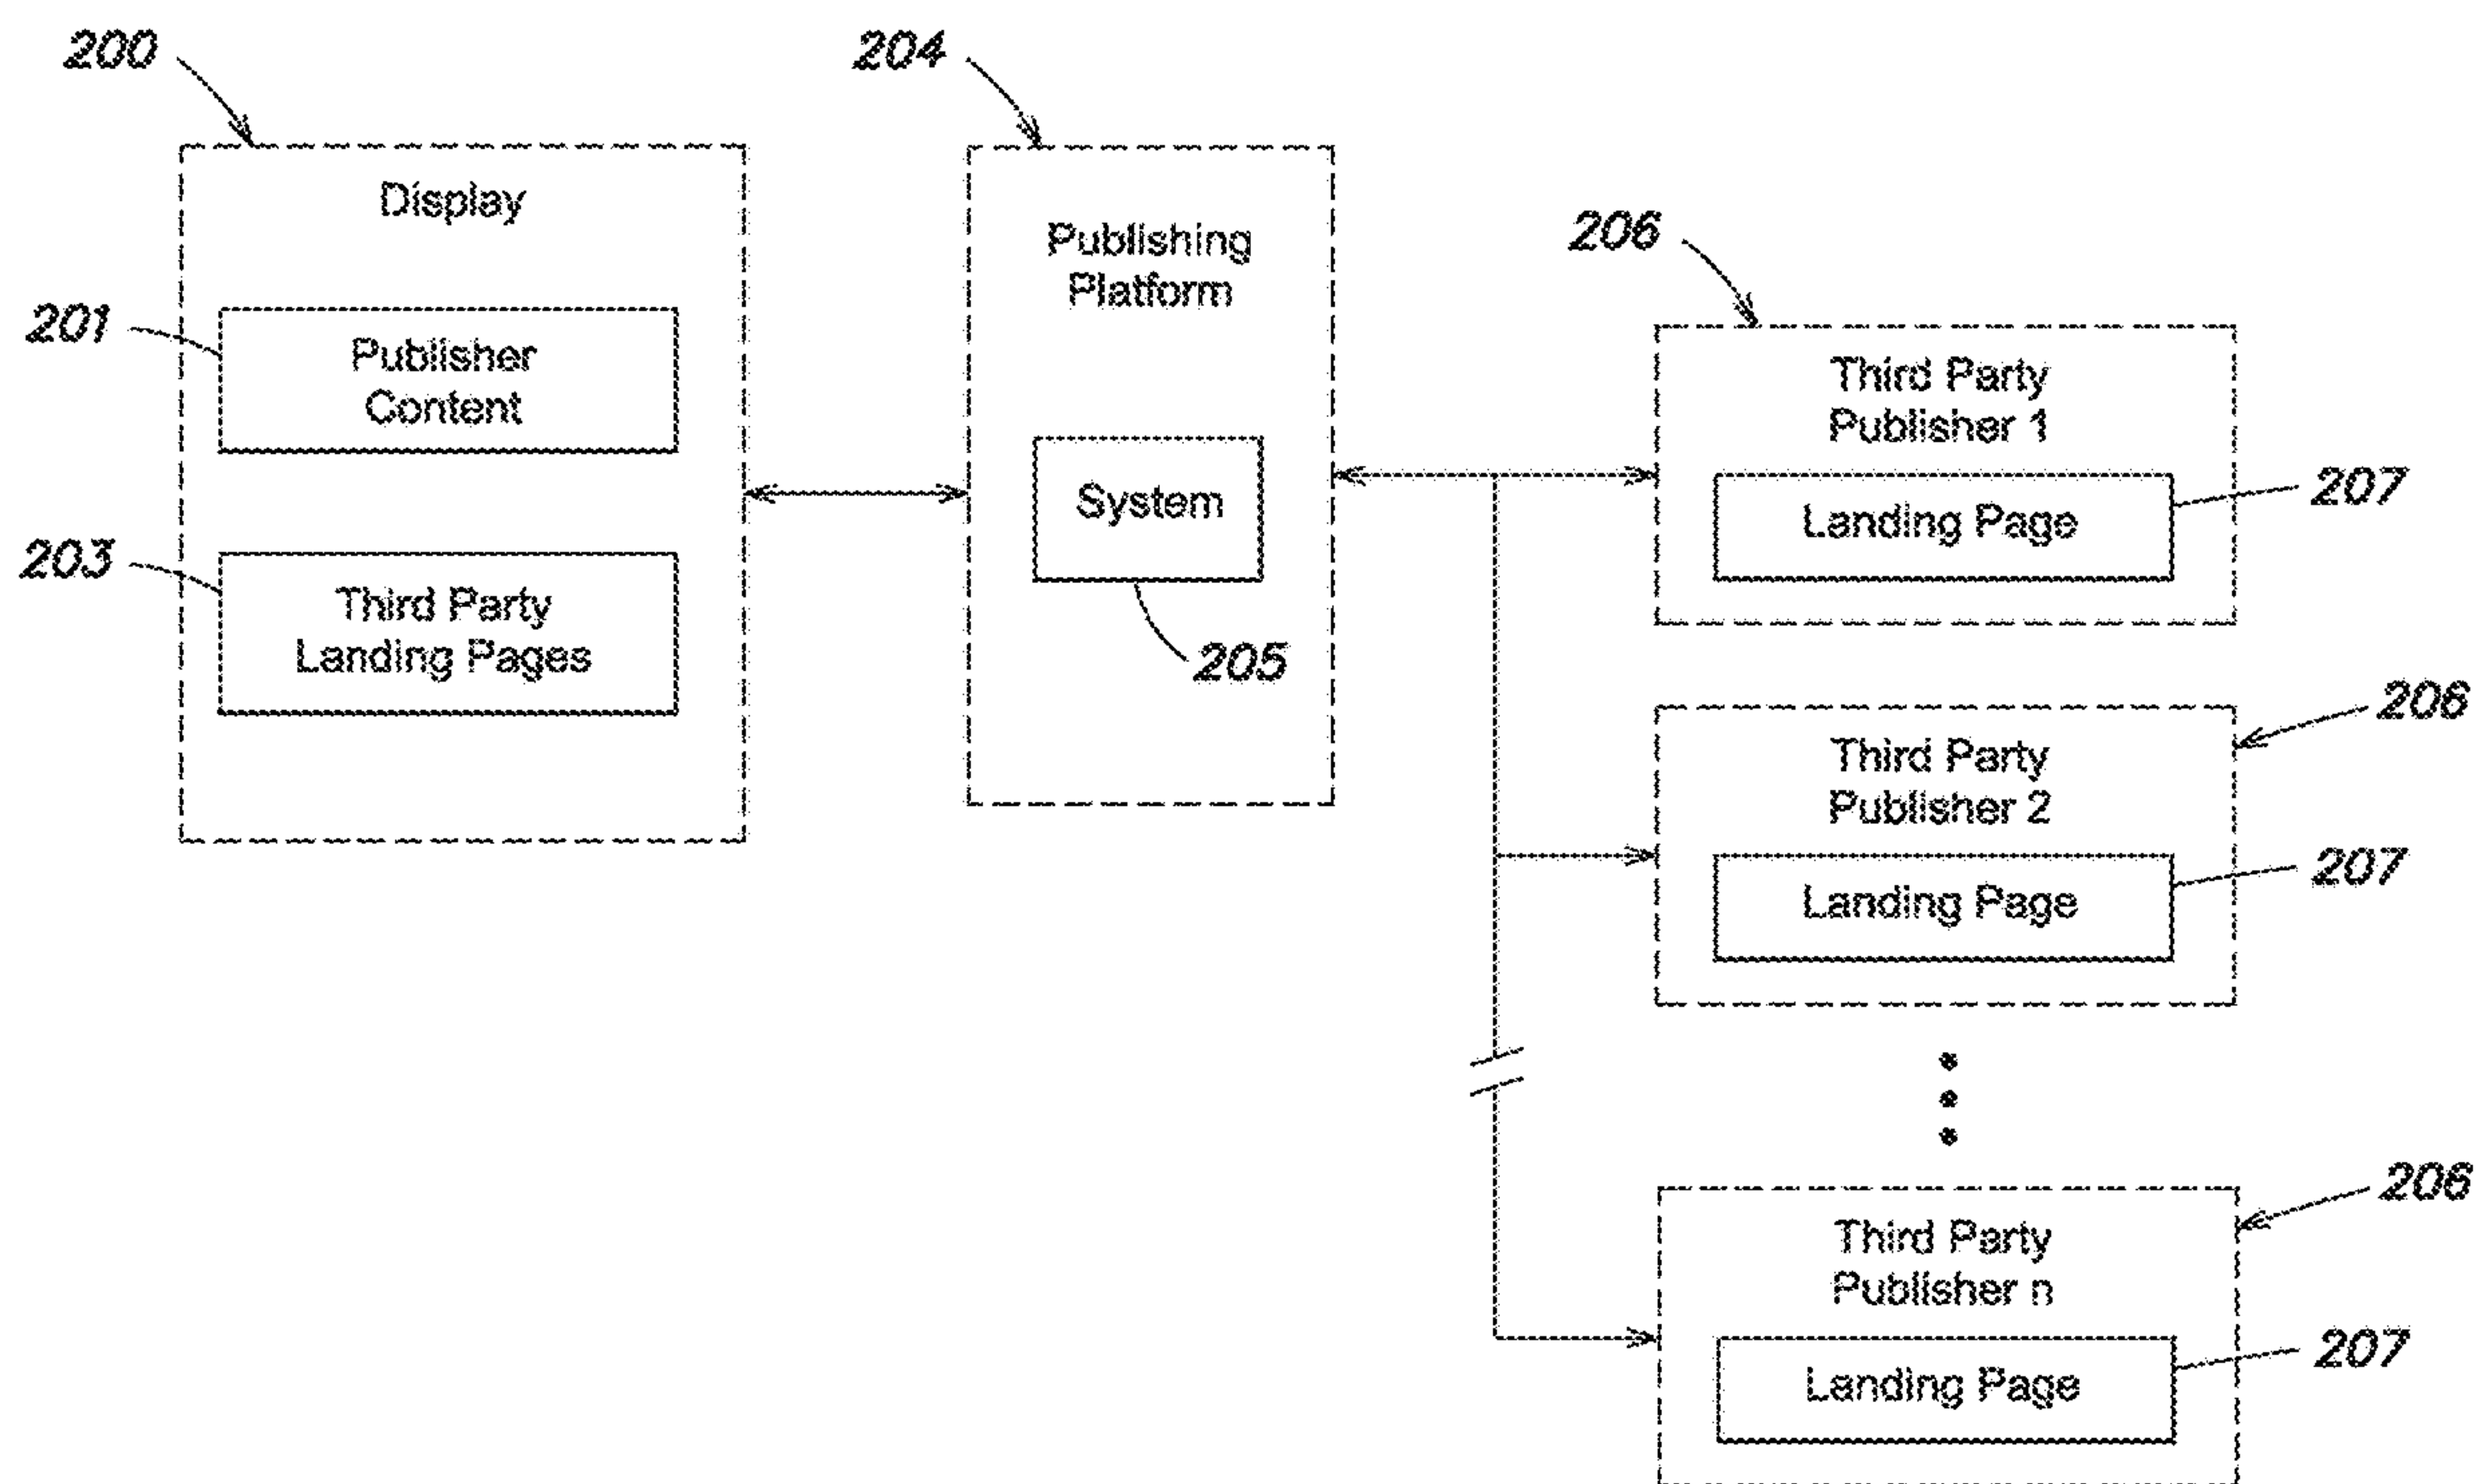 200
Display
201
Publisher
Content
203
Third Party
Landing Pages
204
Publishing
Platform
System
205
206
Third Party
Publisher 1
Landing Page
207
206
Third Party
Publisher 2
Landing Page
207
206
Third Party
Publisher n
Landing Page
207